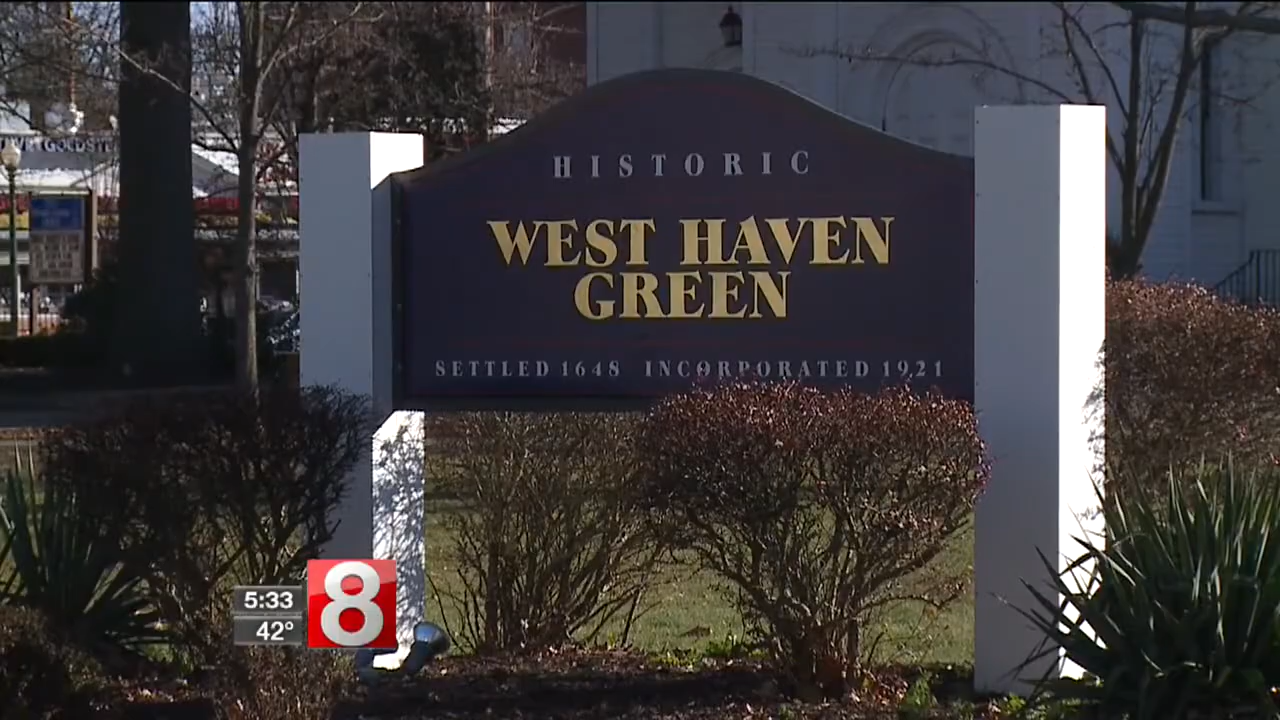 HISTORIC
WEST HAVEN
GREEN
SETTLED 1648 INCORPORATED 1921
5:33
42°
8